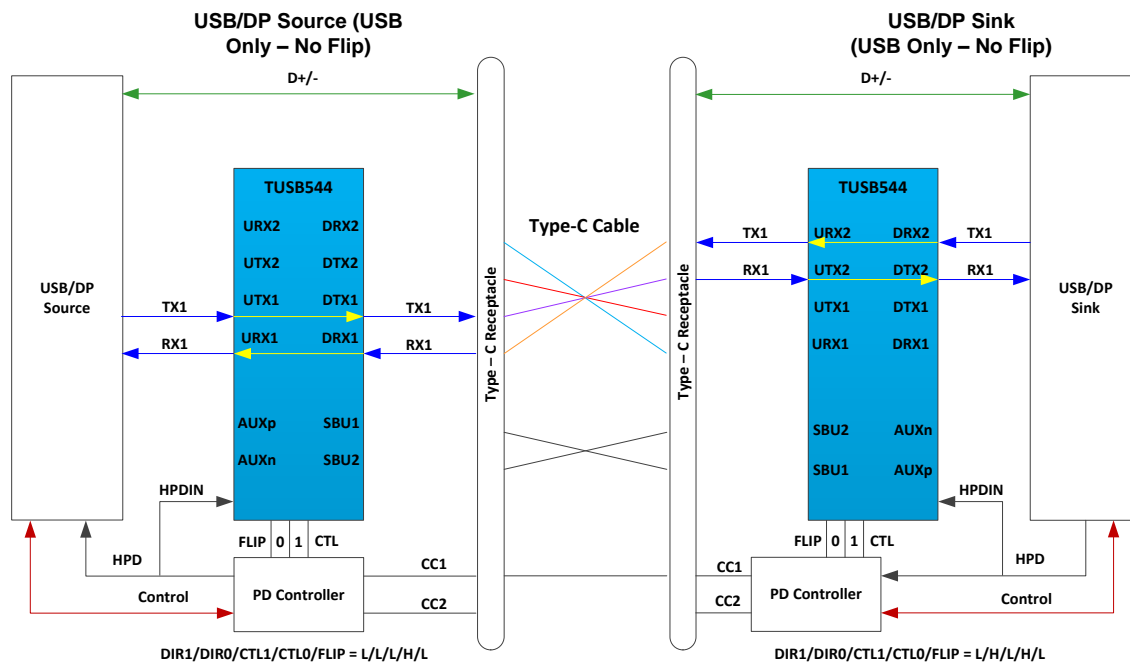 USB/DP Source (USB
Only – No Flip)
USB/DP Sink
(USB Only – No Flip)
D+/-
D+/-
TUSB544
URX2 DRX2
UTX2 DTX2
UTX1 DTX1
URX1 DRX1
AUXp SBU1
AUXn SBU2
USB/DP
Source
TX1
RX1
TX1
RX1
HPDIN
FLIP 0 1 CTL
HPD
Control
PD Controller
CC1
CC2
Type – C Receptacle
Type-C Cable
Type – C Receptacle
TUSB544
URX2 DRX2
UTX2 DTX2
UTX1 DTX1
URX1 DRX1
SBU2 AUXn
SBU1 AUXp
TX1
RX1
TX1
RX1
USB/DP
Sink
HPDIN
FLIP 0 1 CTL
HPD
Control
CC1
CC2
PD Controller
DIR1/DIR0/CTL1/CTL0/FLIP = L/L/L/H/L
DIR1/DIR0/CTL1/CTL0/FLIP = L/H/L/H/L